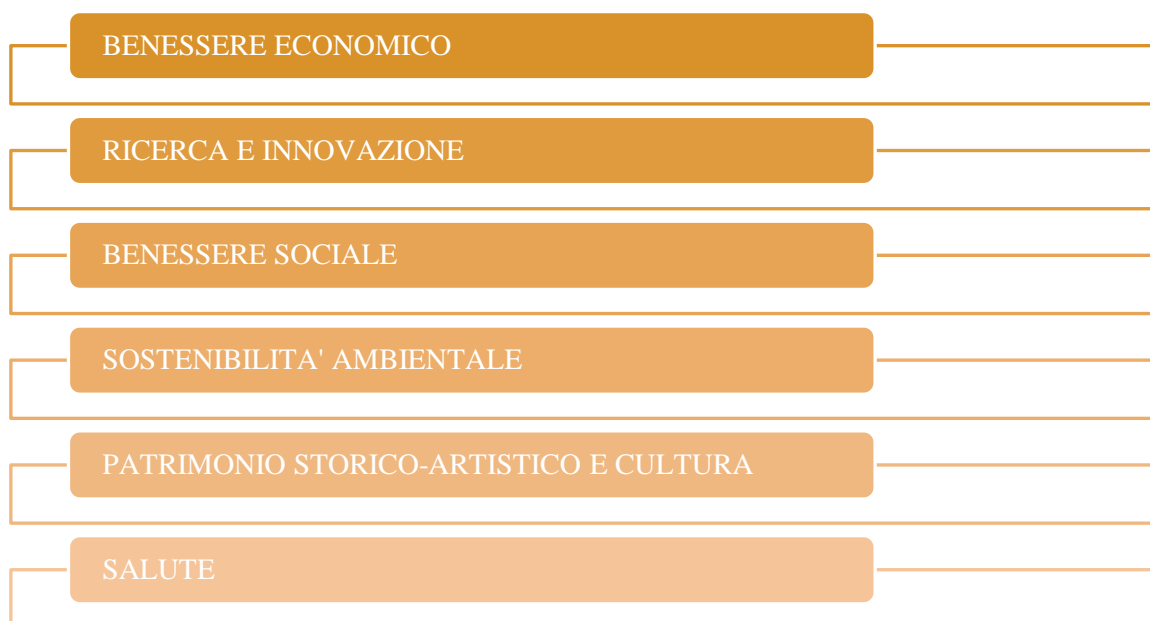 BENESSERE ECONOMICO
RICERCA E INNOVAZIONE
BENESSERE SOCIALE
SOSTENIBILITA' AMBIENTALE
PATRIMONIO STORICO-ARTISTICO E CULTURA
SALUTE